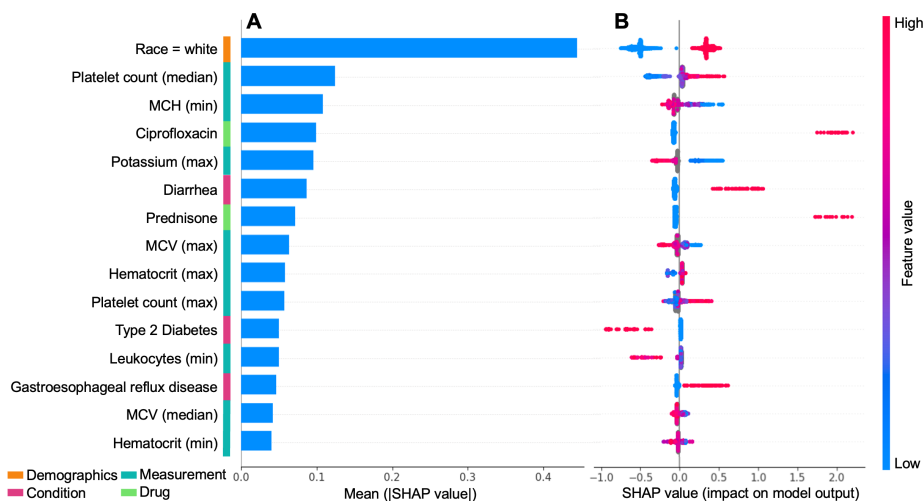 A
B
Race = white
Platelet count (median)
MCH (min)
Ciprofloxacin
Potassium (max)
Diarrhea
Prednisone
MCV (max)
Hematocrit (max)
Platelet count (max)
Type 2 Diabetes
Leukocytes (min)
Gastroesophageal reflux disease
MCV (median)
Hematocrit (min)
0.0 0.1 0.2 0.3 0.4
Mean (|SHAP value|)
−1.0 −0.5 0.0 0.5 1.0 1.5 2.0
SHAP value (impact on model output)
High
Feature value
Low
Demographics
Measurement
Condition
Drug